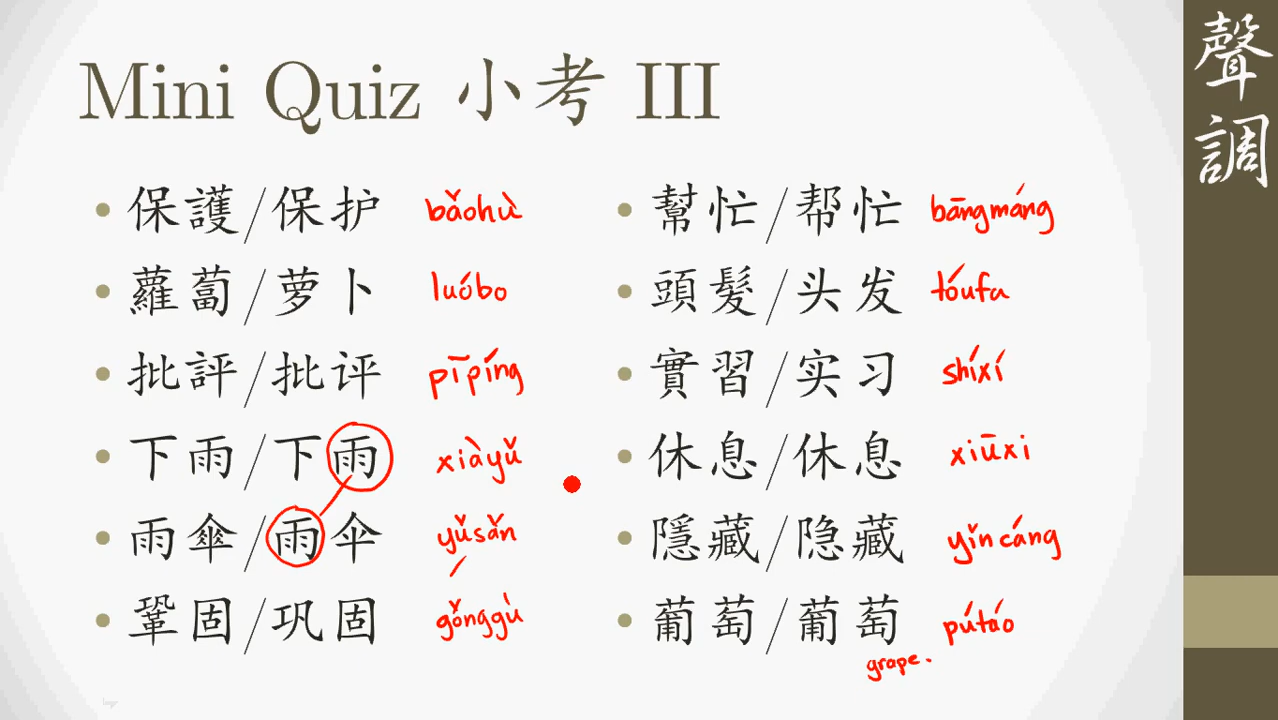 Mini Quiz 小考 III
聲調
保護/保护 bǎohù
蘿蔔/萝卜 luóbo
批評/批评 pīpíng
下雨/下雨 xiàyǔ
雨傘/雨伞 yǔsǎn
鞏固/巩固 gǒnggù
幫忙/帮忙 bāngmáng
頭髮/头发 tóufa
實習/实习 shíxí
休息/休息 xiūxi
隱藏/隐藏 yǐncáng
葡萄/葡萄 pútáo
grape.